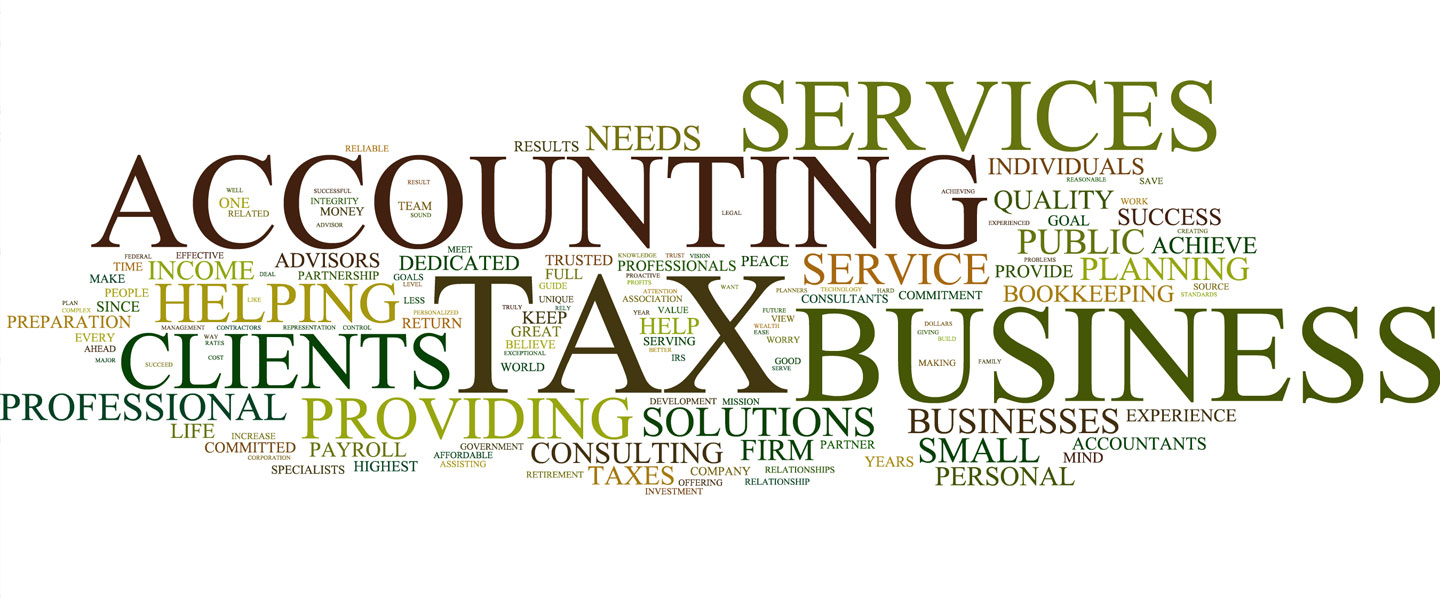 SERVICES
RESULTS NEEDS
RELIABLE
ACCOUNTING
INDIVIDUALS
REASONABLE SAVE
WELL SUCCESSFUL RESULT ACHIEVING
ONE INTEGRITY TEAM QUALITY WORK
RELATED MONEY SOUND LEGAL GOAL SUCCESS
ADVISOR EXPERIENCED CREATING
PUBLIC ACHIEVE
FEDERAL EFFECTIVE MEET KNOWLEDGE TRUST VISION
TIME INCOME ADVISORS DEDICATED TRUSTED PROFESSIONALS PEACE SERVICE PROBLEMS
MAKE DEAL PARTNERSHIP GOALS FULL PROACTIVE PROVIDE PLANNING
LEVEL GUIDE PROFITS TECHNOLOGY HARD SOURCE
PEOPLE HELPING LIKE LESS TAX UNIQUE ATTENTION WANT PLANNERS COMMITMENT BOOKKEEPING STANDARDS
PLAN SINCE TRULY RELY ASSOCIATION CONSULTANTS
COMPLEX PERSONALIZED KEEP YEAR VALUE FUTURE BUSINESS
PREPARATION MANAGEMENT CONTRACTORS REPRESENTATION CONTROL RETURN GREAT HELP VIEW DOLLARS
EVERY CLIENTS WAY BELIEVE SERVING WEALTH GIVING
AHEAD RATES EXCEPTIONAL BETTER EASE WORRY BUILD
MAJOR SUCCEED COST WORLD IRS GOOD MAKING FAMILY
SERVE
PROFESSIONAL PROVIDING DEVELOPMENT MISSION
SOLUTIONS BUSINESSES EXPERIENCE
LIFE INCREASE
COMMITTED PAYROLL GOVERNMENT CONSULTING FIRM PARTNER SMALL ACCOUNTANTS
CORPORATION AFFORDABLE YEARS MIND
SPECIALISTS HIGHEST ASSISTING RETIREMENT TAXES COMPANY RELATIONSHIPS PERSONAL
OFFERING RELATIONSHIP
INVESTMENT